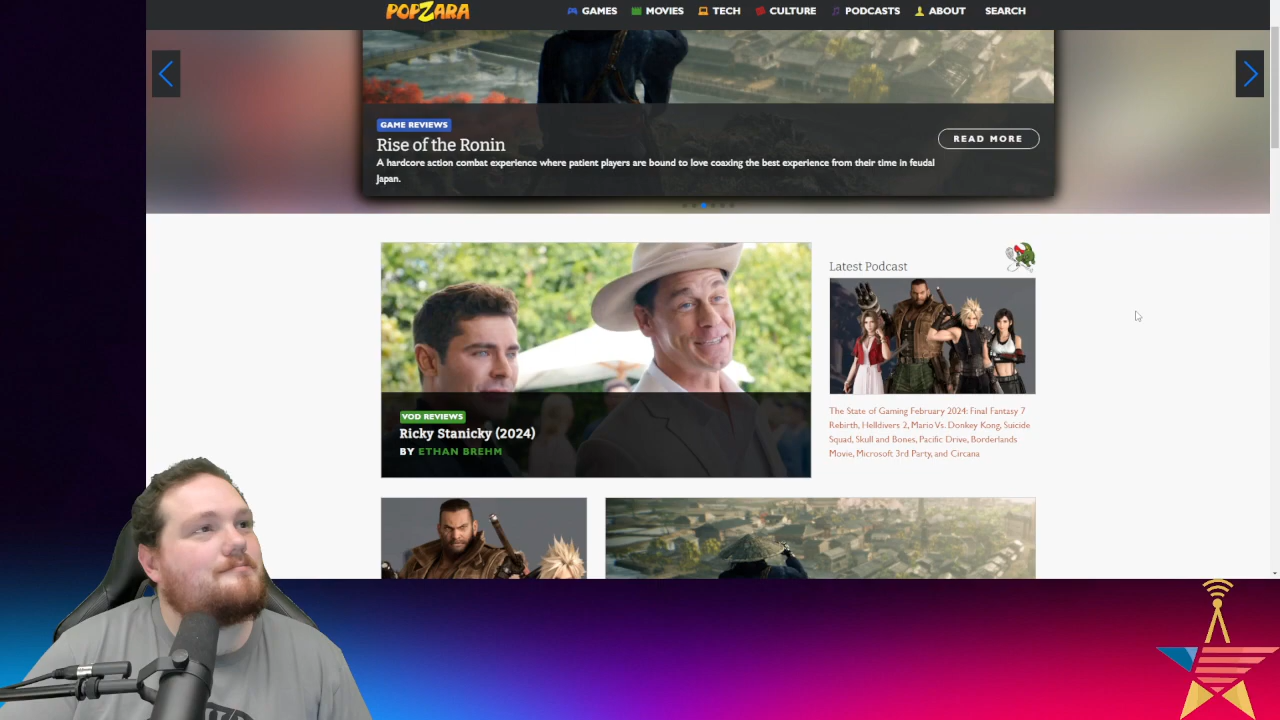 POPZARA
GAMES MOVIES TECH CULTURE PODCASTS ABOUT SEARCH
GAME REVIEWS
Rise of the Ronin
A hardcore action combat experience where patient players are bound to love coaxing the best experience from their time in feudal
Japan.
READ MORE
VOD REVIEWS
Ricky Stanicky (2024)
BY ETHAN BREHM
Latest Podcast
The State of Gaming February 2024: Final Fantasy 7
Rebirth, Helldivers 2, Mario Vs. Donkey Kong, Suicide
Squad, Skull and Bones, Pacific Drive, Borderlands
Movie, Microsoft 3rd Party, and Circana